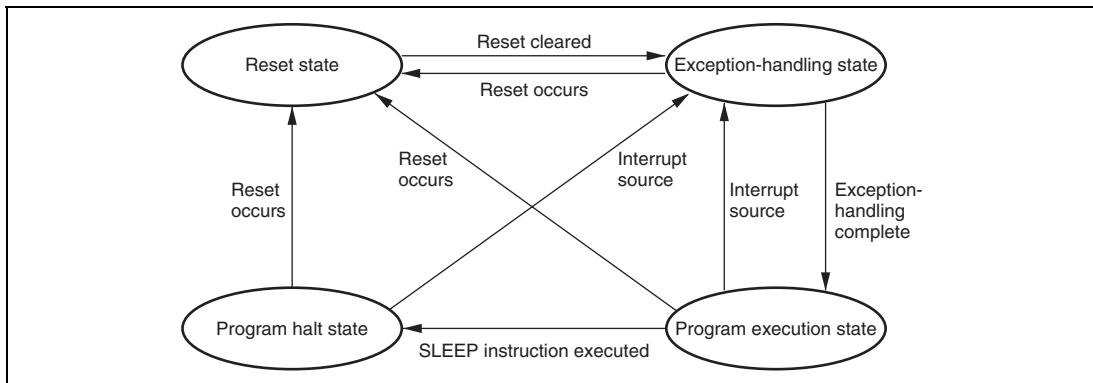 Reset cleared
Reset state
Exception-handling state
Reset occurs
Reset
occurs
Interrupt
source
Reset
occurs
Interrupt
source
Exception-
handling
complete
Program halt state
Program execution state
SLEEP instruction executed